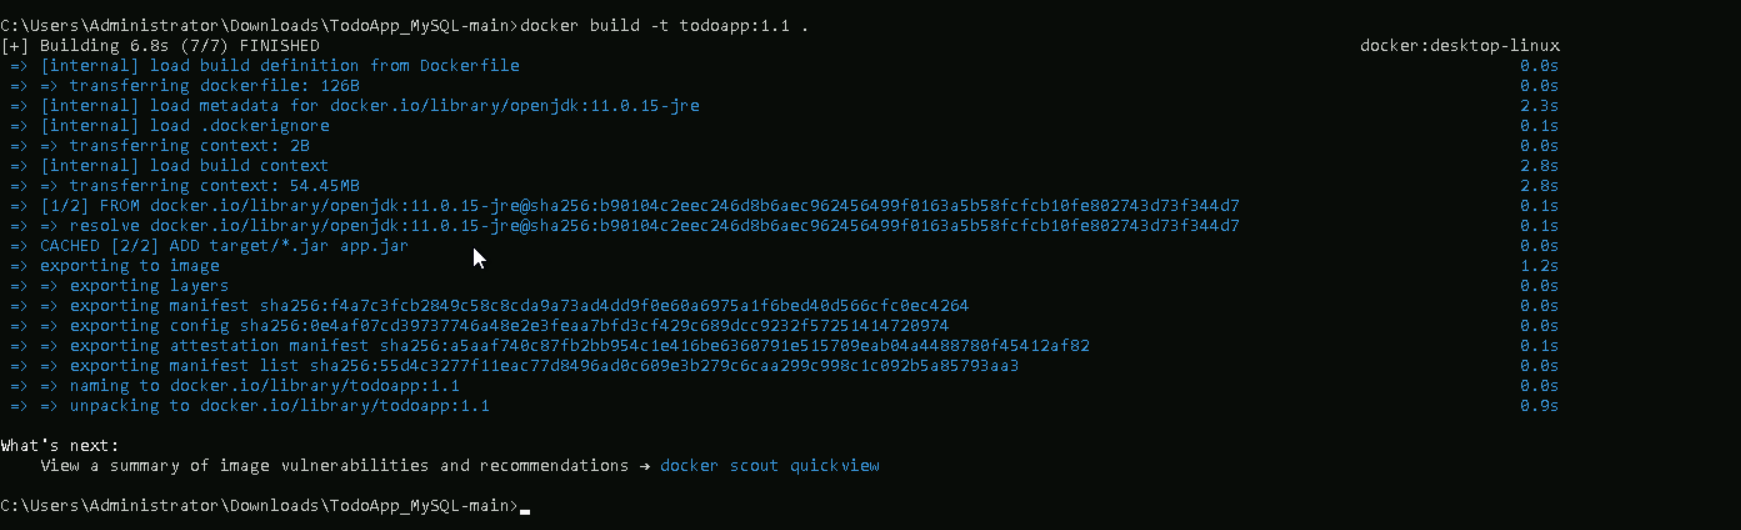 C:\Users\Administrator\Downloads\TodoApp_MySQL-main>docker build -t todoapp:1.1 .
[+] Building 6.8s (7/7) FINISHED docker:desktop-linux
=> [internal] load build definition from Dockerfile 0.0s
=> => transferring dockerfile: 126B 0.0s
=> [internal] load metadata for docker.io/library/openjdk:11.0.15-jre 2.3s
=> [internal] load .dockerignore 0.1s
=> => transferring context: 2B 0.0s
=> [internal] load build context 2.8s
=> => transferring context: 54.45MB 2.8s
=> [1/2] FROM docker.io/library/openjdk:11.0.15-jre@sha256:b90104c2eec246d8b6aec962456499f0163a5b58fcfcb10fe802743d73f344d7 0.1s
=> => resolve docker.io/library/openjdk:11.0.15-jre@sha256:b90104c2eec246d8b6aec962456499f0163a5b58fcfcb10fe802743d73f344d7 0.1s
=> CACHED [2/2] ADD target/*.jar app.jar 0.0s
=> exporting to image 1.2s
=> => exporting layers 0.0s
=> => exporting manifest sha256:f4a7c3fcb2849c58c8cda9a73ad4dd9f0e60a6975a1f6bed40d566cfc0ec4264 0.0s
=> => exporting config sha256:0e4af07cd39737746a48e2e3feaa7bfd3cf429c689dcc9232f57251414720974 0.0s
=> => exporting attestation manifest sha256:a5aaf740c87fb2bb954c1e416be6360791e515709eab04a4488780f45412af82 0.1s
=> => exporting manifest list sha256:55d4c3277f11eac77d8496ad0c609e3b279c6caa299c998c1c092b5a85793aa3 0.0s
=> => naming to docker.io/library/todoapp:1.1 0.0s
=> => unpacking to docker.io/library/todoapp:1.1 0.9s
What's next:
View a summary of image vulnerabilities and recommendations → docker scout quickview
C:\Users\Administrator\Downloads\TodoApp_MySQL-main>